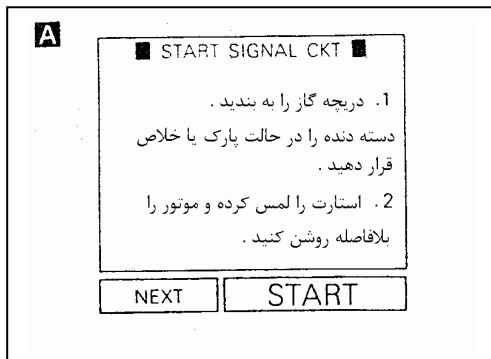 A
■ START SIGNAL CKT ■
1. دریچه گاز را به بندید .
دسته دنده را در حالت پارک یا خلاص
قرار دهید .
2. استارت را لمس کرده و موتور را
بلافاصله روشن کنید .
NEXT START